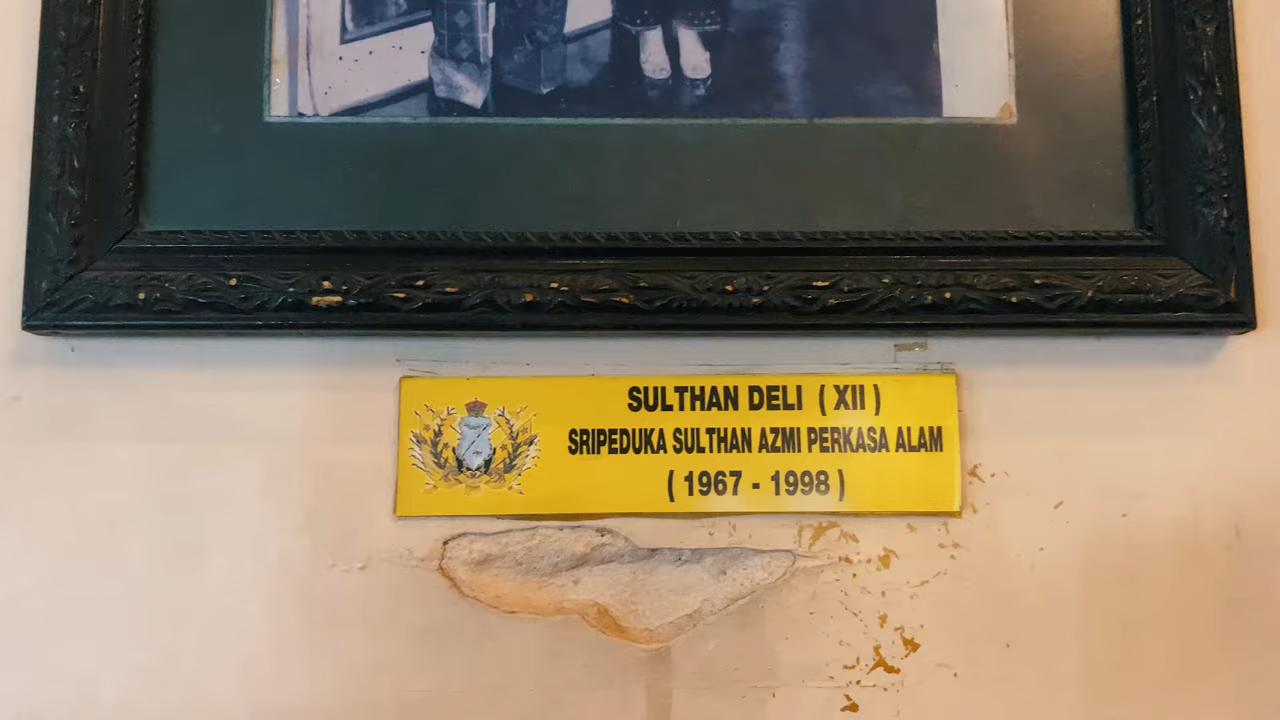 SULTHAN DELI ( XII )
SRIPEDUKA SULTHAN AZMI PERKASA ALAM
( 1967 - 1998 )